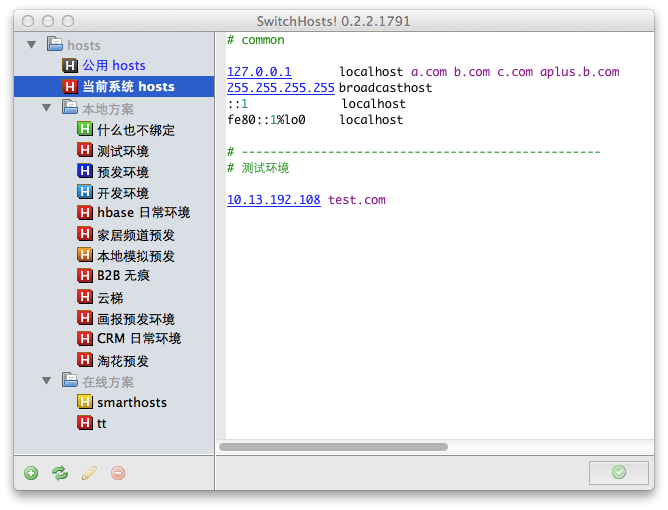 SwitchHosts! 0.2.2.1791
hosts
公用 hosts
当前系统 hosts
本地方案
什么也不绑定
测试环境
预发环境
开发环境
hbase 日常环境
家居频道预发
本地模拟预发
B2B 无痕
云梯
画报预发环境
CRM 日常环境
淘花预发
在线方案
smarthosts
tt
# common
127.0.0.1 localhost a.com b.com c.com aplus.b.com
255.255.255.255 broadcasthost
::1 localhost
fe80::1%lo0 localhost
# --------------------------------------------------
# 测试环境
10.13.192.108 test.com